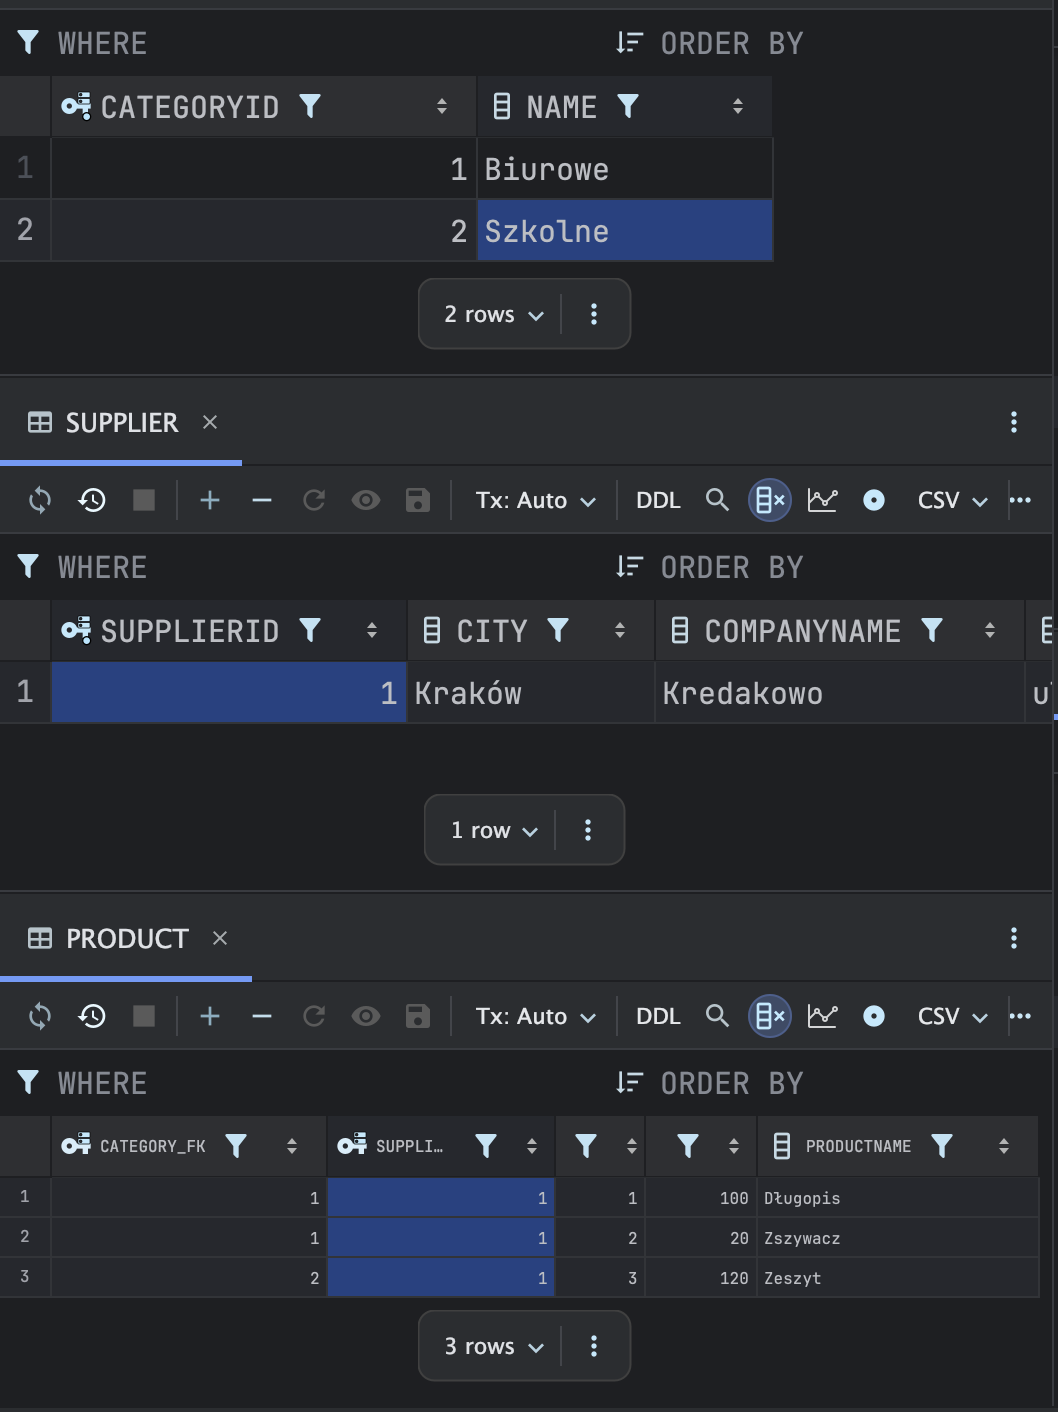 WHERE ORDER BY
CATEGORYID NAME
1 1 Biurowe
2 2 Szkolne
2 rows
SUPPLIER
Tx: Auto DDL CSV
WHERE ORDER BY
SUPPLIERID CITY COMPANYNAME
1 1 Kraków Kredakowo
1 row
PRODUCT
Tx: Auto DDL CSV
WHERE ORDER BY
CATEGORY_FK SUPPLI… PRODUCTNAME
1 1 1 1 100 Długopis
2 1 1 2 20 Zszywacz
3 2 1 3 120 Zeszyt
3 rows